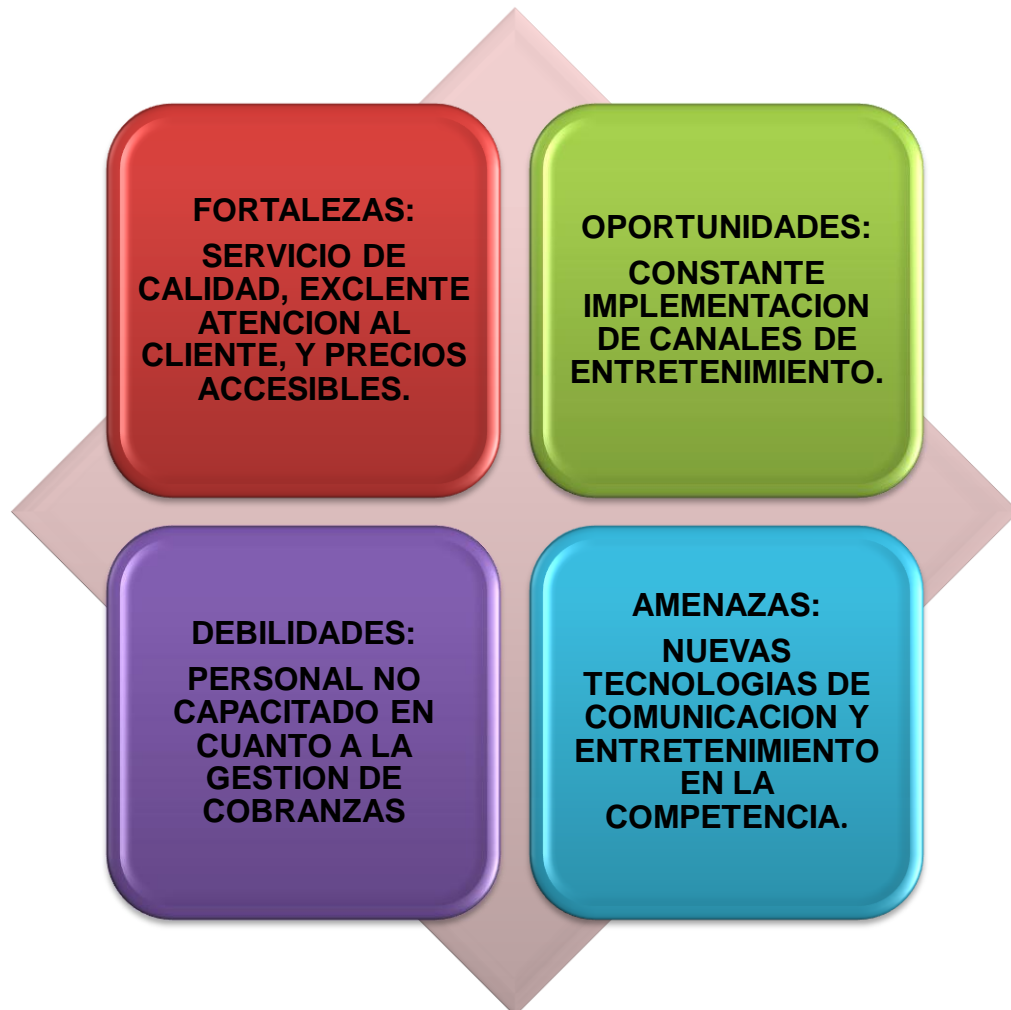 FORTALEZAS:
SERVICIO DE
CALIDAD, EXCLENTE
ATENCION AL
CLIENTE, Y PRECIOS
ACCESIBLES.
OPORTUNIDADES:
CONSTANTE
IMPLEMENTACION
DE CANALES DE
ENTRETENIMIENTO.
DEBILIDADES:
PERSONAL NO
CAPACITADO EN
CUANTO A LA
GESTION DE
COBRANZAS
AMENAZAS:
NUEVAS
TECNOLOGIAS DE
COMUNICACION Y
ENTRETENIMIENTO
EN LA
COMPETENCIA.